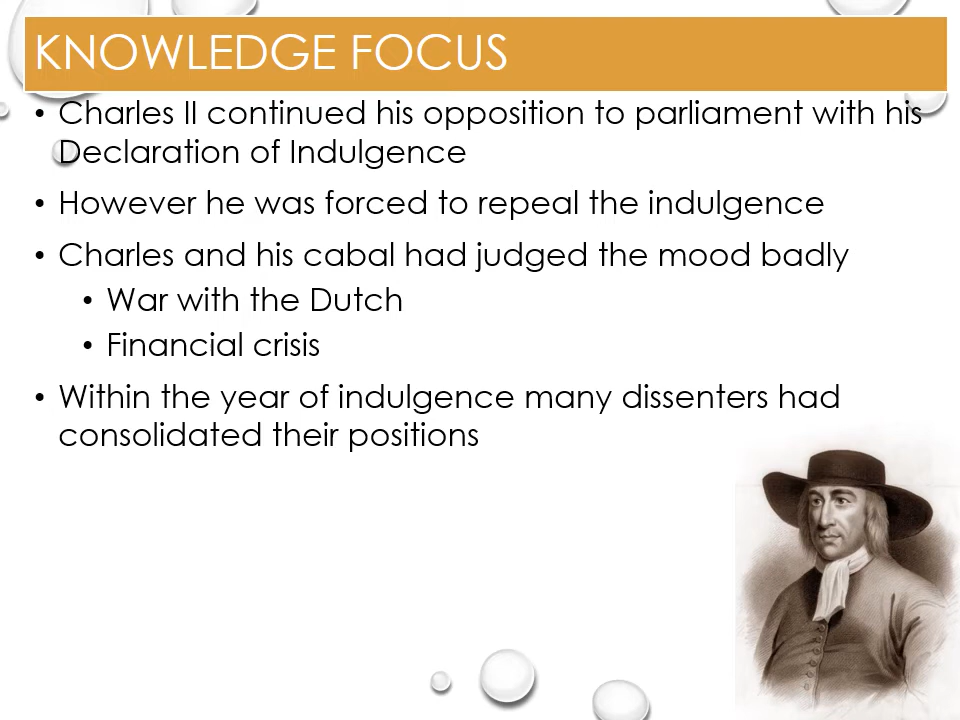 KNOWLEDGE FOCUS
• Charles II continued his opposition to parliament with his
Declaration of Indulgence
• However he was forced to repeal the indulgence
• Charles and his cabal had judged the mood badly
• War with the Dutch
• Financial crisis
• Within the year of indulgence many dissenters had
consolidated their positions